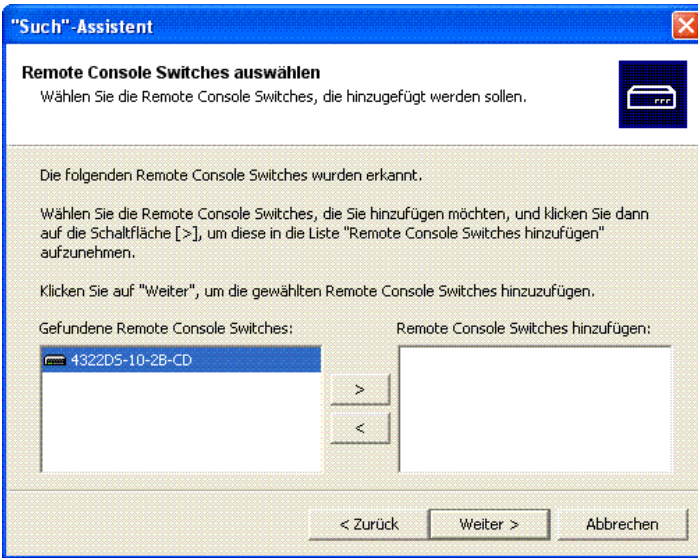 "Such"-Assistent
Remote Console Switches auswählen
Wählen Sie die Remote Console Switches, die hinzugefügt werden sollen.
Die folgenden Remote Console Switches wurden erkannt.
Wählen Sie die Remote Console Switches, die Sie hinzufügen möchten, und klicken Sie dann
auf die Schaltfläche [>], um diese in die Liste "Remote Console Switches hinzufügen"
aufzunehmen.
Klicken Sie auf "Weiter", um die gewählten Remote Console Switches hinzuzufügen.
Gefundene Remote Console Switches:
4322DS-10-2B-CD
>
<
Remote Console Switches hinzufügen:
< Zurück
Weiter >
Abbrechen